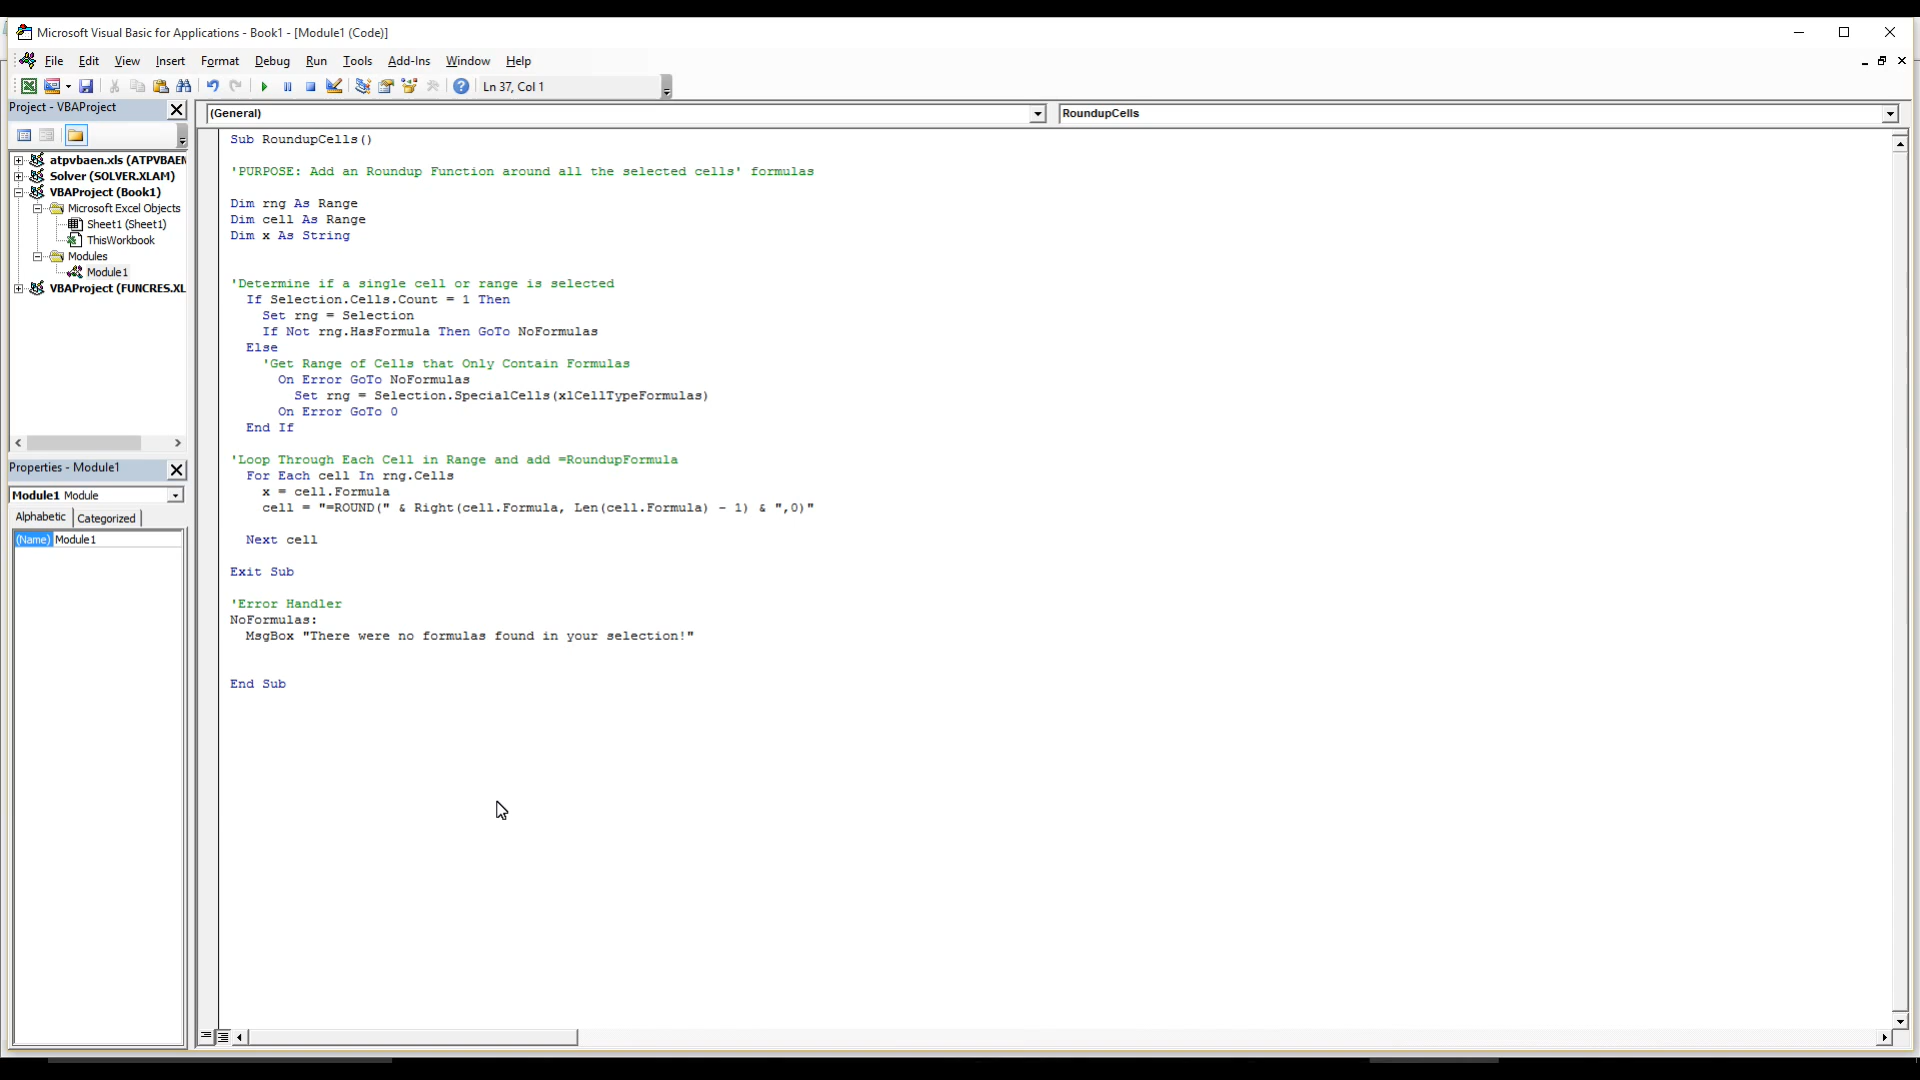 Microsoft Visual Basic for Applications - Book1 - [Module1 (Code)]
File Edit View Insert Format Debug Run Tools Add-Ins Window Help
Ln 37, Col 1
Project - VBAProject
(General)
RoundupCells
atpvbaen.xls (ATPVBAEN
Solver (SOLVER.XLAM)
VBAProject (Book1)
Microsoft Excel Objects
Sheet1 (Sheet1)
ThisWorkbook
Modules
Module1
VBAProject (FUNCRES.XL
Properties - Module1
Module1 Module
Alphabetic Categorized
(Name) Module1
Sub RoundupCells()
'PURPOSE: Add an Roundup Function around all the selected cells' formulas
Dim rng As Range
Dim cell As Range
Dim x As String
'Determine if a single cell or range is selected
If Selection.Cells.Count = 1 Then
Set rng = Selection
If Not rng.HasFormula Then GoTo NoFormulas
Else
'Get Range of Cells that Only Contain Formulas
On Error GoTo NoFormulas
Set rng = Selection.SpecialCells(xlCellTypeFormulas)
On Error GoTo 0
End If
'Loop Through Each Cell in Range and add =RoundupFormula
For Each cell In rng.Cells
x = cell.Formula
cell = "=ROUND(" & Right(cell.Formula, Len(cell.Formula) - 1) & ",0)"
Next cell
Exit Sub
'Error Handler
NoFormulas:
MsgBox "There were no formulas found in your selection!"
End Sub